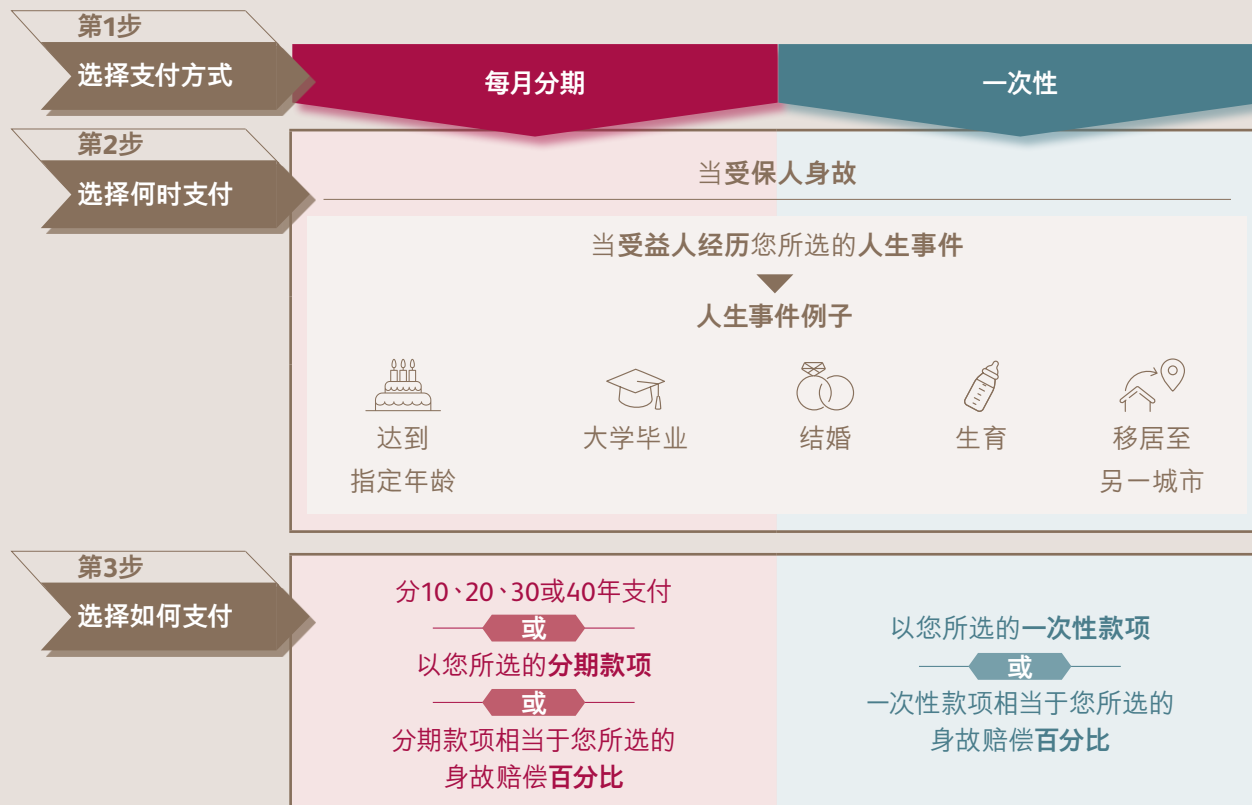 第1步
选择支付方式
每月分期
一次性
第2步
选择何时支付
当受保人身故
当受益人经历您所选的人生事件
人生事件例子
达到
指定年龄
大学毕业
结婚
生育
移居至
另一城市
第3步
选择如何支付
分10、20、30或40年支付
或
以您所选的分期款项
或
分期款项相当于您所选的
身故赔偿百分比
以您所选的一次性款项
或
一次性款项相当于您所选的
身故赔偿百分比